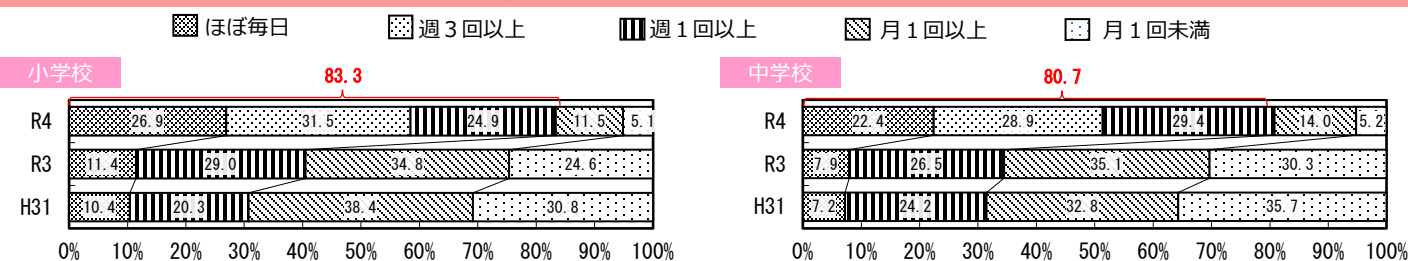 ほぼ毎日 週３回以上 週１回以上 月１回以上 月１回未満
小学校
83.3
R4 26.9 31.5 24.9 11.5 5.1
R3 11.4 29.0 34.8 24.6
H31 10.4 20.3 38.4 30.8
0% 10% 20% 30% 40% 50% 60% 70% 80% 90% 100%
中学校
80.7
R4 22.4 28.9 29.4 14.0 5.2
R3 7.9 26.5 35.1 30.3
H31 7.2 24.2 32.8 35.7
0% 10% 20% 30% 40% 50% 60% 70% 80% 90% 100%